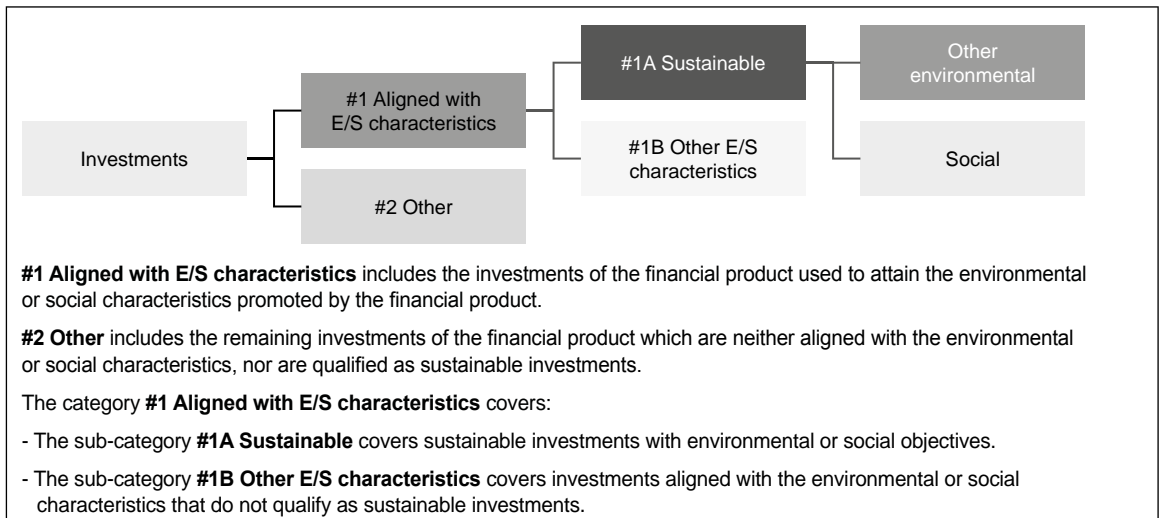 #1A Sustainable
Other
environmental
#1 Aligned with
E/S characteristics
Investments
#1B Other E/S
characteristics
Social
#2 Other
#1 Aligned with E/S characteristics includes the investments of the financial product used to attain the environmental
or social characteristics promoted by the financial product.
#2 Other includes the remaining investments of the financial product which are neither aligned with the environmental
or social characteristics, nor are qualified as sustainable investments.
The category #1 Aligned with E/S characteristics covers:
- The sub-category #1A Sustainable covers sustainable investments with environmental or social objectives.
- The sub-category #1B Other E/S characteristics covers investments aligned with the environmental or social
characteristics that do not qualify as sustainable investments.